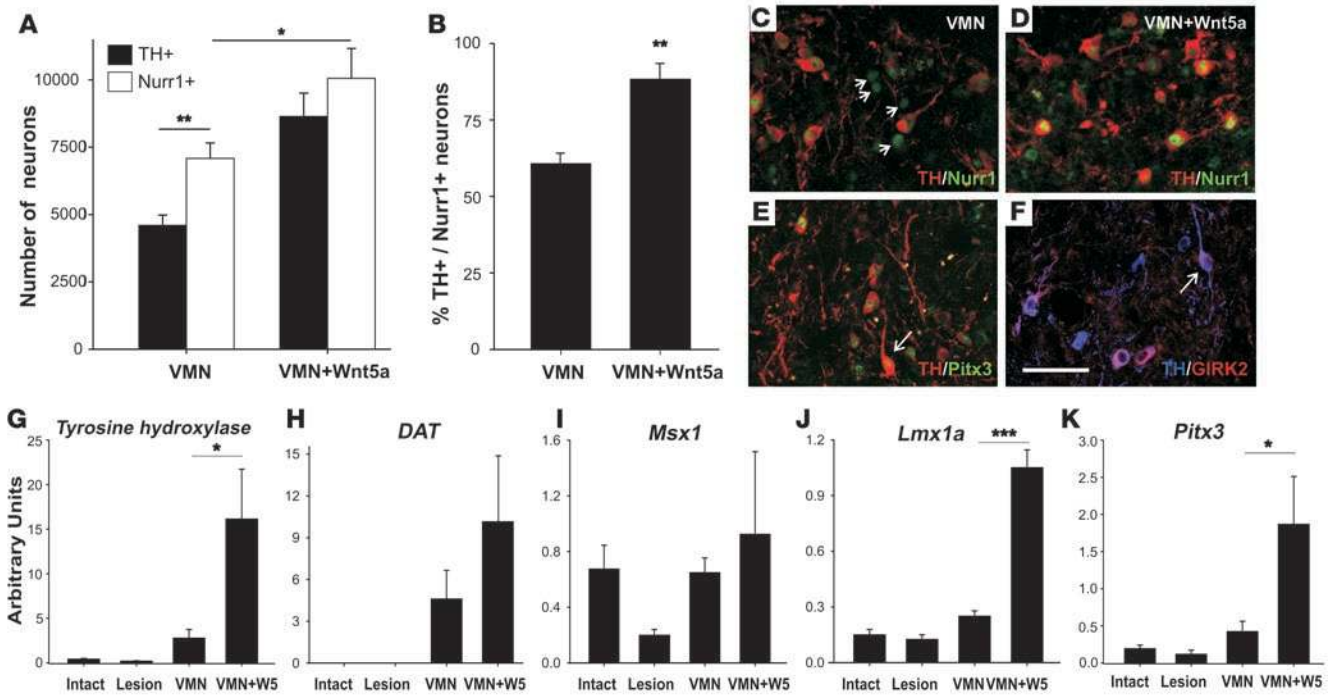 A
TH+
Nurr1+
*
**
Number of neurons
10000
7500
5000
2500
0
VMN
VMN+Wnt5a
B
**
% TH+ / Nurr1+ neurons
100
75
50
25
0
VMN
VMN+Wnt5a
C
VMN
TH/Nurr1
D
VMN+Wnt5a
TH/Nurr1
E
TH/Pitx3
F
TH/GIRK2
Arbitrary Units
G
Tyrosine hydroxylase
*
25
20
15
10
5
0
Intact Lesion VMN VMN+W5
H
DAT
15
12
9
6
3
0
Intact Lesion VMN VMN+W5
I
Msx1
1.6
1.2
0.8
0.4
0.0
Intact Lesion VMN VMN+W5
J
Lmx1a
***
1.2
0.9
0.6
0.3
0.0
Intact Lesion VMN VMN+W5
K
Pitx3
*
3.0
2.5
2.0
1.5
1.0
0.5
0.0
Intact Lesion VMN VMN+W5